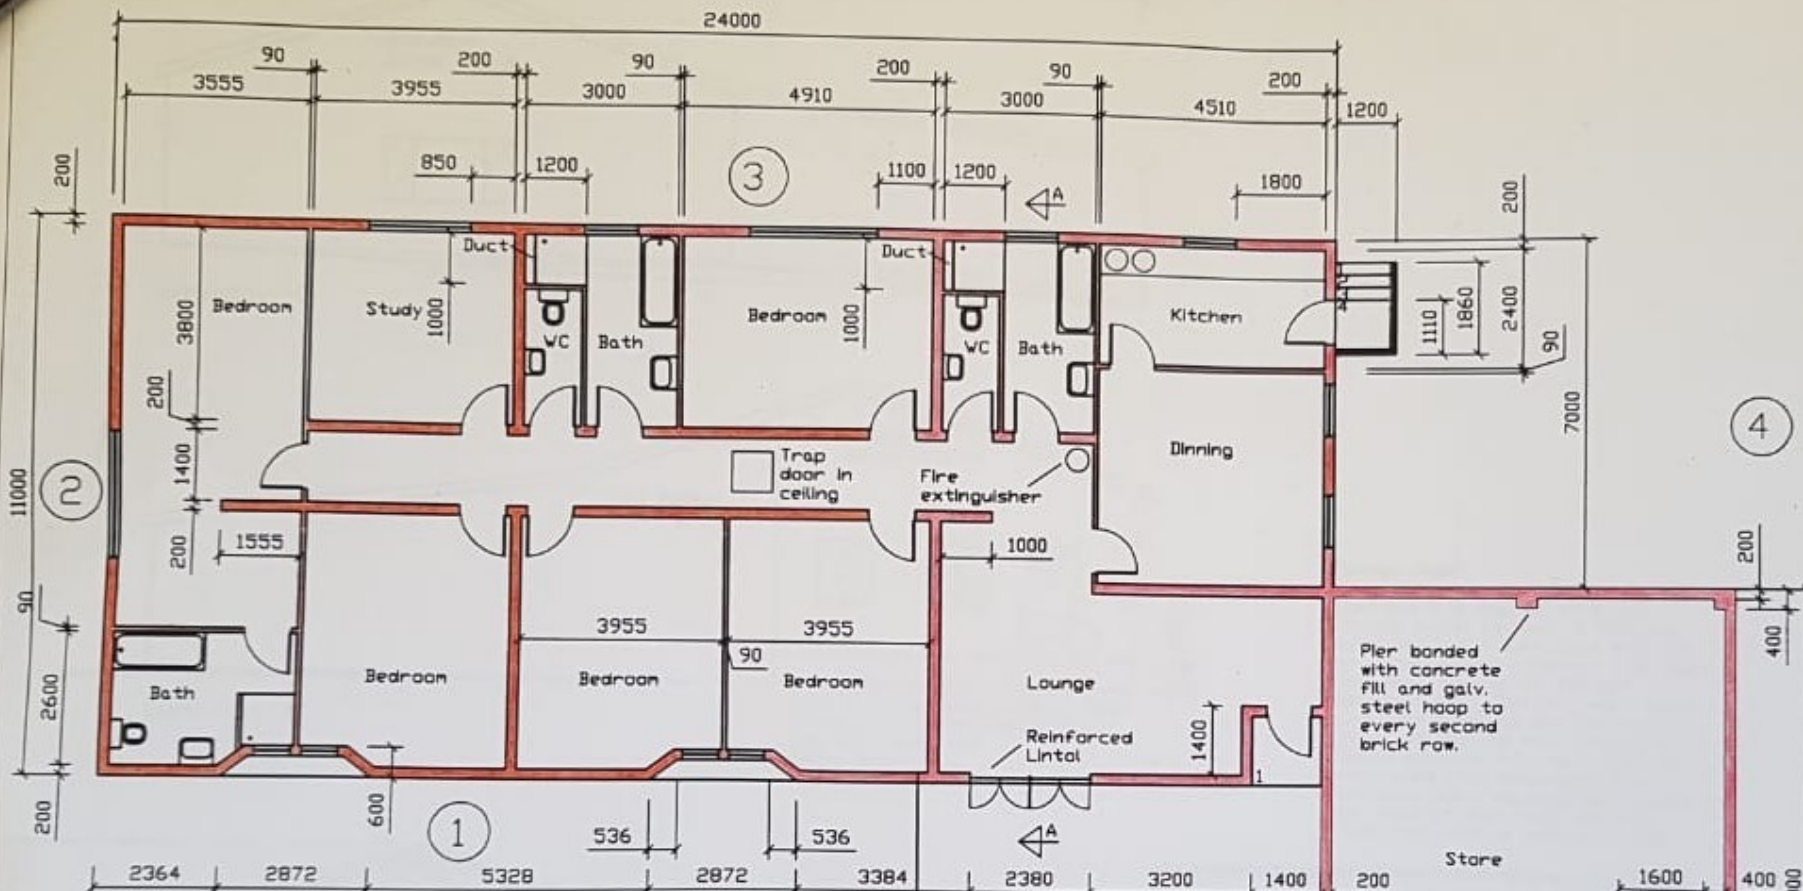 24000
90
200
90
200
90
200
3555
3955
3000
4910
3000
4510
1200
200
850
1200
3
1100
1200
A
1800
200
Duct
Duct
Bedroom
Study
1000
WC
Bath
Bedroom
1000
WC
Bath
Kitchen
3800
1110
1860
2400
90
200
7000
4
2
11000
1400
Trap
door in
ceiling
Fire
extinguisher
Dinning
200
1555
1000
200
90
3955
3955
90
2600
Bath
Bedroom
Bedroom
Bedroom
Lounge
1400
Reinforced
Lintol
1
Pier bonded
with concrete
fill and galv.
steel hoop to
every second
brick row.
400
200
600
1
536
536
A
Store
2364
2872
5328
2872
3384
2380
3200
1400
200
1600
400